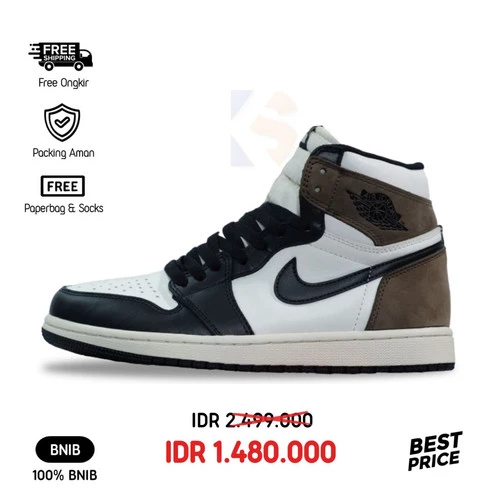 FREE
SHIPPING
Free Ongkir
Packing Aman
FREE
Paperbag & Socks
IDR 2.499.000
IDR 1.480.000
BNIB
100% BNIB
BEST
PRICE